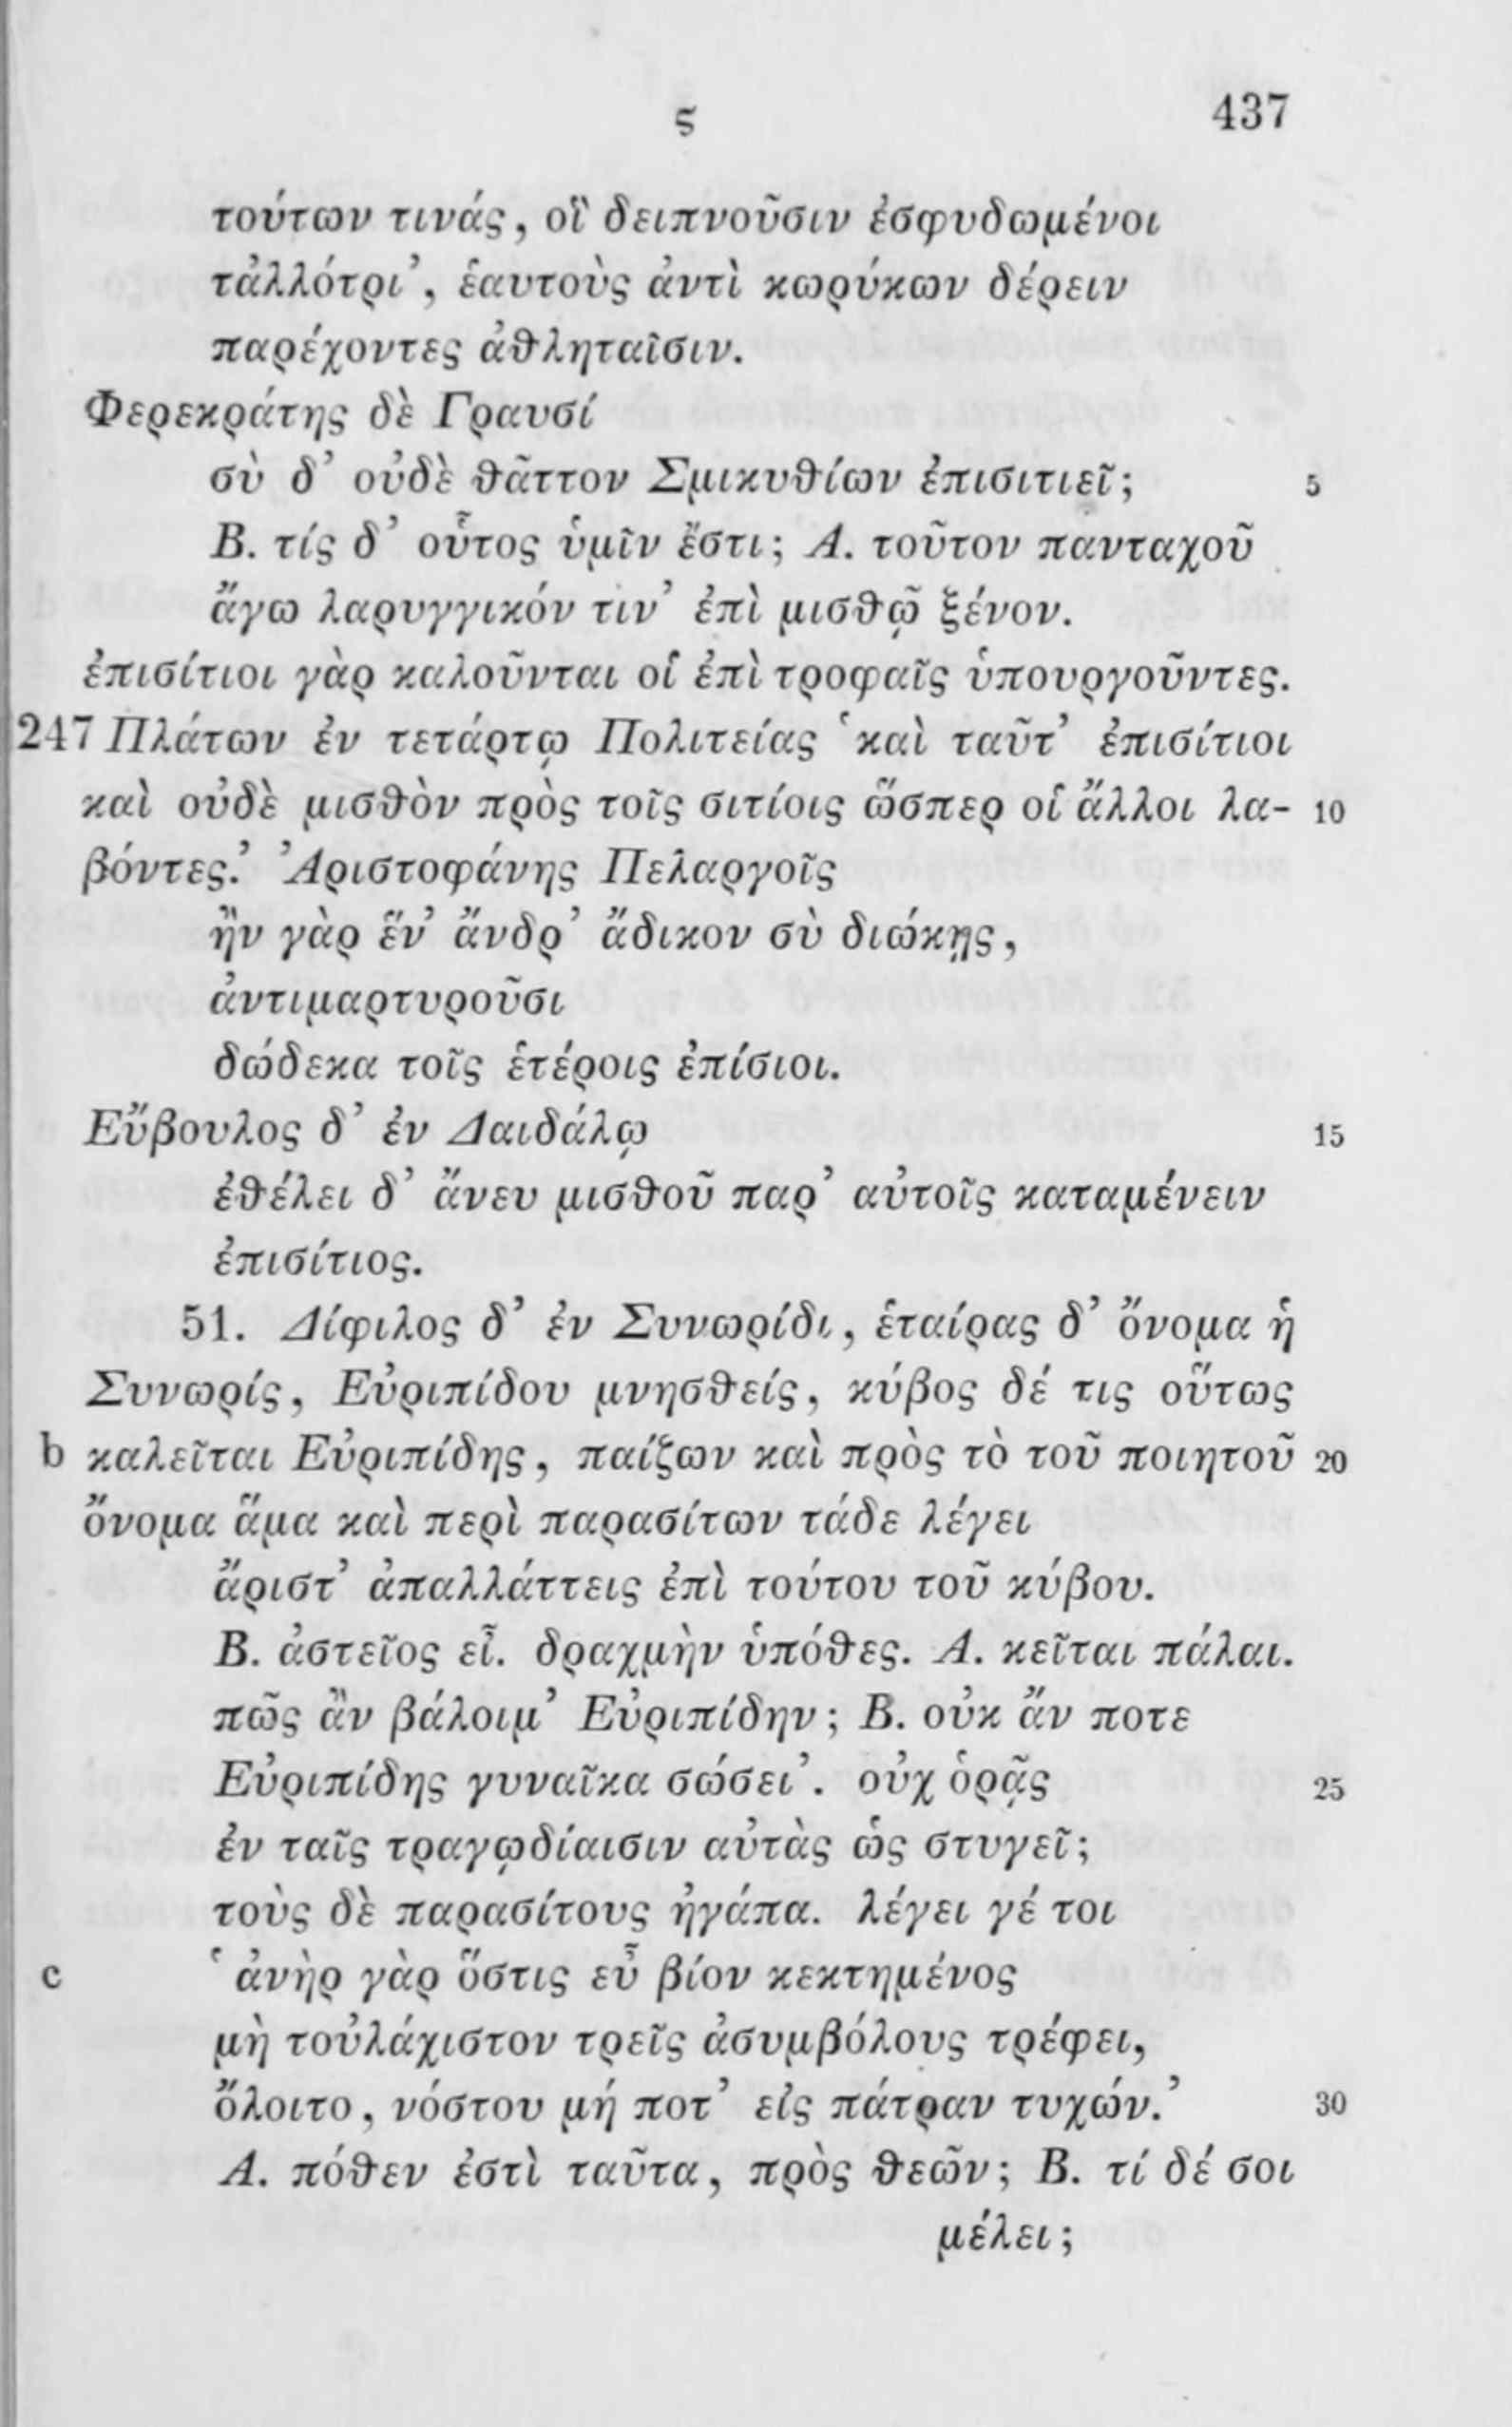 ς 437
τούτων τινάς, οἳ δειπνοῦσιν ἐσφυδωμένοι
τἀλλότρι’, ἑαυτοὺς ἀντὶ κωρύκων δέρειν
παρέχοντες ἀθληταῖσιν.
Φερεκράτης δὲ Γραυσί
σὺ δ’ οὐδὲ θᾶττον Σμικυθίων ἐπισιτιεῖ; 5
Β. τίς δ’ οὗτος ὑμῖν ἔστι; Α. τοῦτον πανταχοῦ
ἄγω λαρυγγικόν τιν’ ἐπὶ μισθῷ ξένον.
ἐπισίτιοι γὰρ καλοῦνται οἱ ἐπὶ τροφαῖς ὑπουργοῦντες.
247 Πλάτων ἐν τετάρτῳ Πολιτείας ‘καὶ ταῦτ’ ἐπισίτιοι
καὶ οὐδὲ μισθὸν πρὸς τοῖς σιτίοις ὥσπερ οἱ ἄλλοι λα- 10
βόντες.’ Ἀριστοφάνης Πελαργοῖς
ἢν γὰρ ἕν’ ἄνδρ’ ἄδικον σὺ διώκῃς,
ἀντιμαρτυροῦσι
δώδεκα τοῖς ἑτέροις ἐπίσιοι.
Εὔβουλος δ’ ἐν Δαιδάλῳ 15
ἐθέλει δ’ ἄνευ μισθοῦ παρ’ αὐτοῖς καταμένειν
ἐπισίτιος.
51. Δίφιλος δ’ ἐν Συνωρίδι, ἑταίρας δ’ ὄνομα ἡ
Συνωρίς, Εὐριπίδου μνησθείς, κύβος δέ τις οὕτως
b καλεῖται Εὐριπίδης, παίζων καὶ πρὸς τὸ τοῦ ποιητοῦ 20
ὄνομα ἅμα καὶ περὶ παρασίτων τάδε λέγει
ἄριστ’ ἀπαλλάττεις ἐπὶ τούτου τοῦ κύβου.
Β. ἀστεῖος εἶ. δραχμὴν ὑπόθες. Α. κεῖται πάλαι.
πῶς ἂν βάλοιμ’ Εὐριπίδην; Β. οὐκ ἄν ποτε
Εὐριπίδης γυναῖκα σώσει’. οὐχ ὁρᾷς 25
ἐν ταῖς τραγῳδίαισιν αὐτὰς ὡς στυγεῖ;
τοὺς δὲ παρασίτους ἠγάπα. λέγει γέ τοι
c ‘ἀνὴρ γὰρ ὅστις εὖ βίον κεκτημένος
μὴ τοὐλάχιστον τρεῖς ἀσυμβόλους τρέφει,
ὄλοιτο, νόστου μή ποτ’ εἰς πάτραν τυχών.’ 30
Α. πόθεν ἐστὶ ταῦτα, πρὸς θεῶν; Β. τί δέ σοι
μέλει;